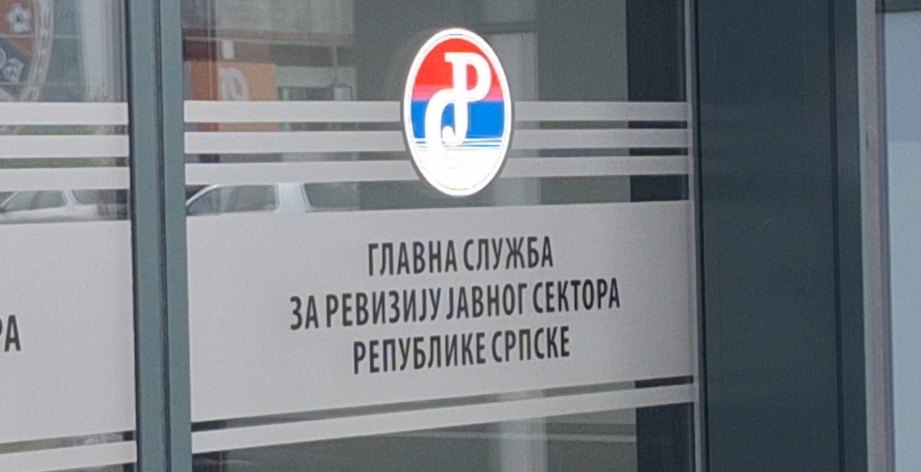 ГЛАВНА СЛУЖБА
ЗА РЕВИЗИЈУ ЈАВНОГ СЕКТОРА
РЕПУБЛИКЕ СРПСКЕ